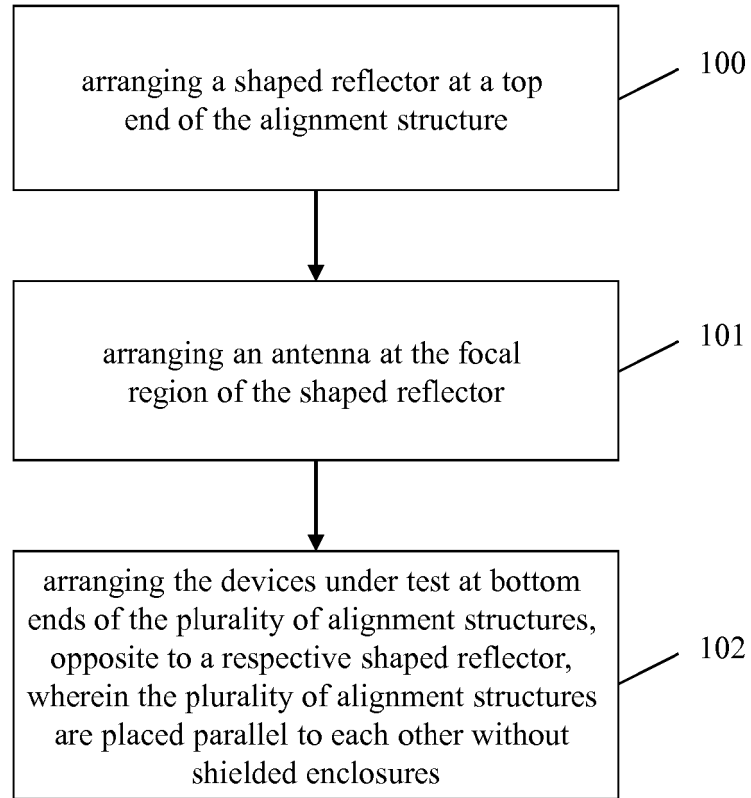 arranging a shaped reflector at a top
end of the alignment structure
100
arranging an antenna at the focal
region of the shaped reflector
101
arranging the devices under test at bottom
ends of the plurality of alignment structures,
opposite to a respective shaped reflector,
wherein the plurality of alignment structures
are placed parallel to each other without
shielded enclosures
102